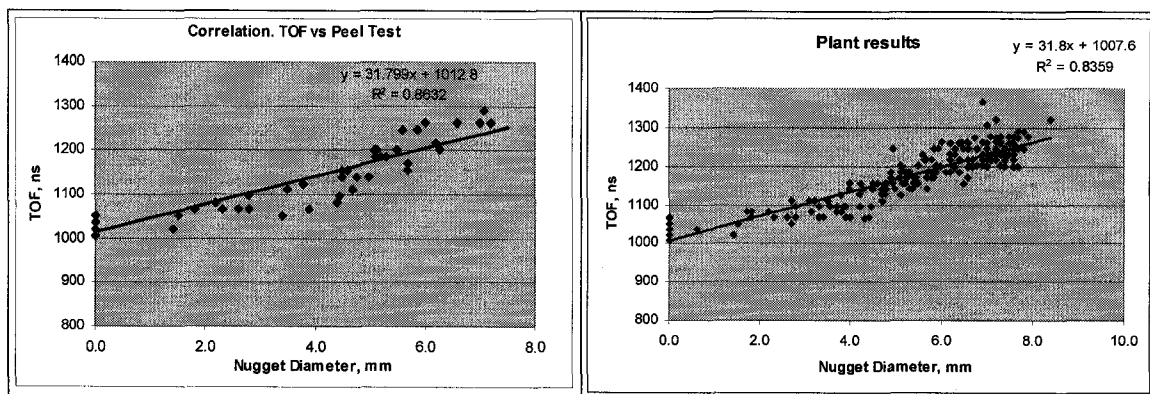 Correlation. TOF vs Peel Test
y = 31.799x + 1012.8
R² = 0.8632
1400
1300
1200
1100
1000
900
800
TOF, ns
0.0 2.0 4.0 6.0 8.0
Nugget Diameter, mm
Plant results
y = 31.8x + 1007.6
R² = 0.8359
1400
1300
1200
1100
1000
900
800
TOF, ns
0.0 2.0 4.0 6.0 8.0 10.0
Nugget Diameter, mm